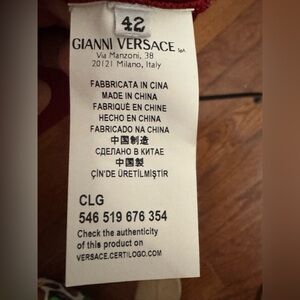 42
GIANNI VERSACE SpA
Via Manzoni, 38
20121 Milano, Italy
FABBRICATA IN CINA
MADE IN CHINA
FABRIQUÉ EN CHINE
HECHO EN CHINA
FABRICADO NA CHINA
中国制造
СДЕЛАНО В КИТАЕ
中国製
ÇİN'DE ÜRETİLMİŞTİR
CLG
546 519 676 354
Check the authenticity
of this product on
VERSACE.CERTILOGO.COM